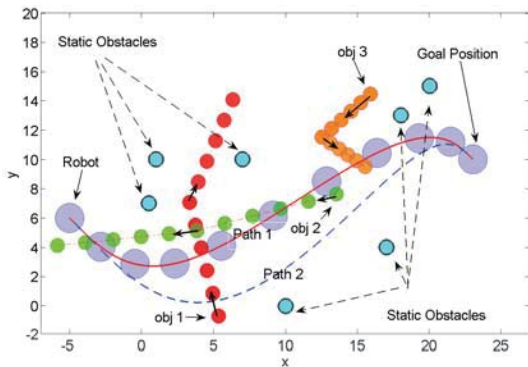 20
18
16
14
12
10
8
6
4
2
0
-2
y
-5
0
5
10
15
20
25
x
Static Obstacles
obj 3
Goal Position
Robot
obj 2
Path 1
Path 2
obj 1
Static Obstacles